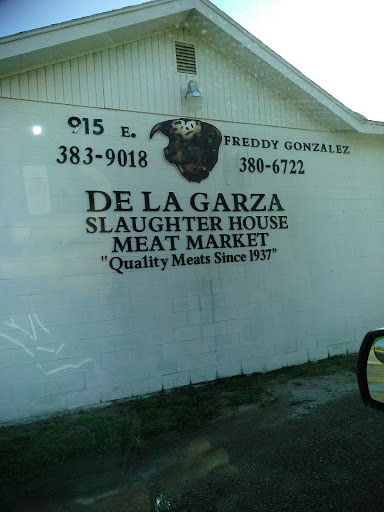 915 E. FREDDY GONZALEZ
383-9018 380-6722
DE LA GARZA
SLAUGHTER HOUSE
MEAT MARKET
"Quality Meats Since 1937"